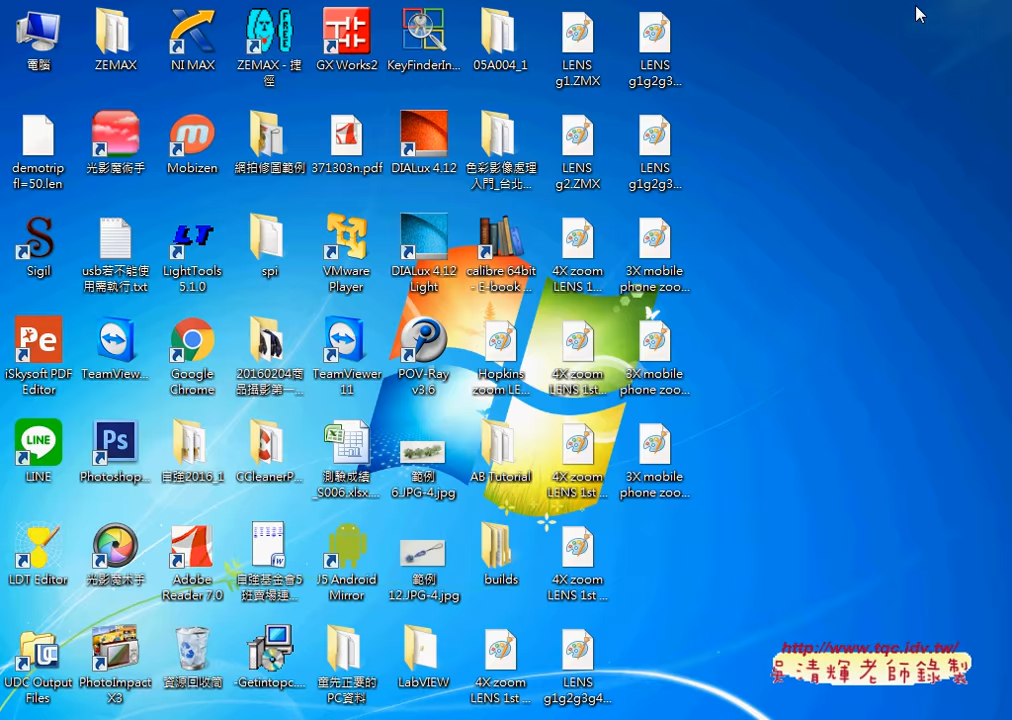 電腦
ZEMAX
NI MAX
ZEMAX - 捷
徑
GX Works2
KeyFinderIn...
05A004_1
LENS
g1.ZMX
LENS
g1g2g3...
demotrip
fl=50.len
光影魔術手
Mobizen
網拍修圖範例
371303n.pdf
DIALux 4.12
色彩影像處理
入門_台北...
LENS
g2.ZMX
LENS
g1g2g3...
Sigil
usb若不能使
用需執行.txt
LightTools
5.1.0
spi
VMware
Player
DIALux 4.12
Light
calibre 64bit
- E-book ...
4X zoom
LENS 1...
3X mobile
phone zoo...
iSkysoft PDF
Editor
TeamView...
Google
Chrome
20160204商
品攝影第一...
TeamViewer
11
POV-Ray
v3.6
Hopkins
zoom LE...
4X zoom
LENS 1st...
3X mobile
phone zoo...
LINE
Photoshop...
自強2016_1
CCleanerP...
測驗成績
_S006.xlsx...
範例
6.JPG-4.jpg
AB Tutorial
4X zoom
LENS 1st ...
3X mobile
phone zoo...
LDT Editor
光影魔术手
Adobe
Reader 7.0
自強基金會5
班賣場連...
J5 Android
Mirror
範例
12.JPG-4.jpg
builds
4X zoom
LENS 1st ...
UDC Output
Files
PhotoImpact
X3
資源回收筒
-Getintopc....
童先正要的
PC資料
LabVIEW
4X zoom
LENS 1st ...
LENS
g1g2g3g4...
http://www.tqc.idv.tw/
吳清輝老師錄製